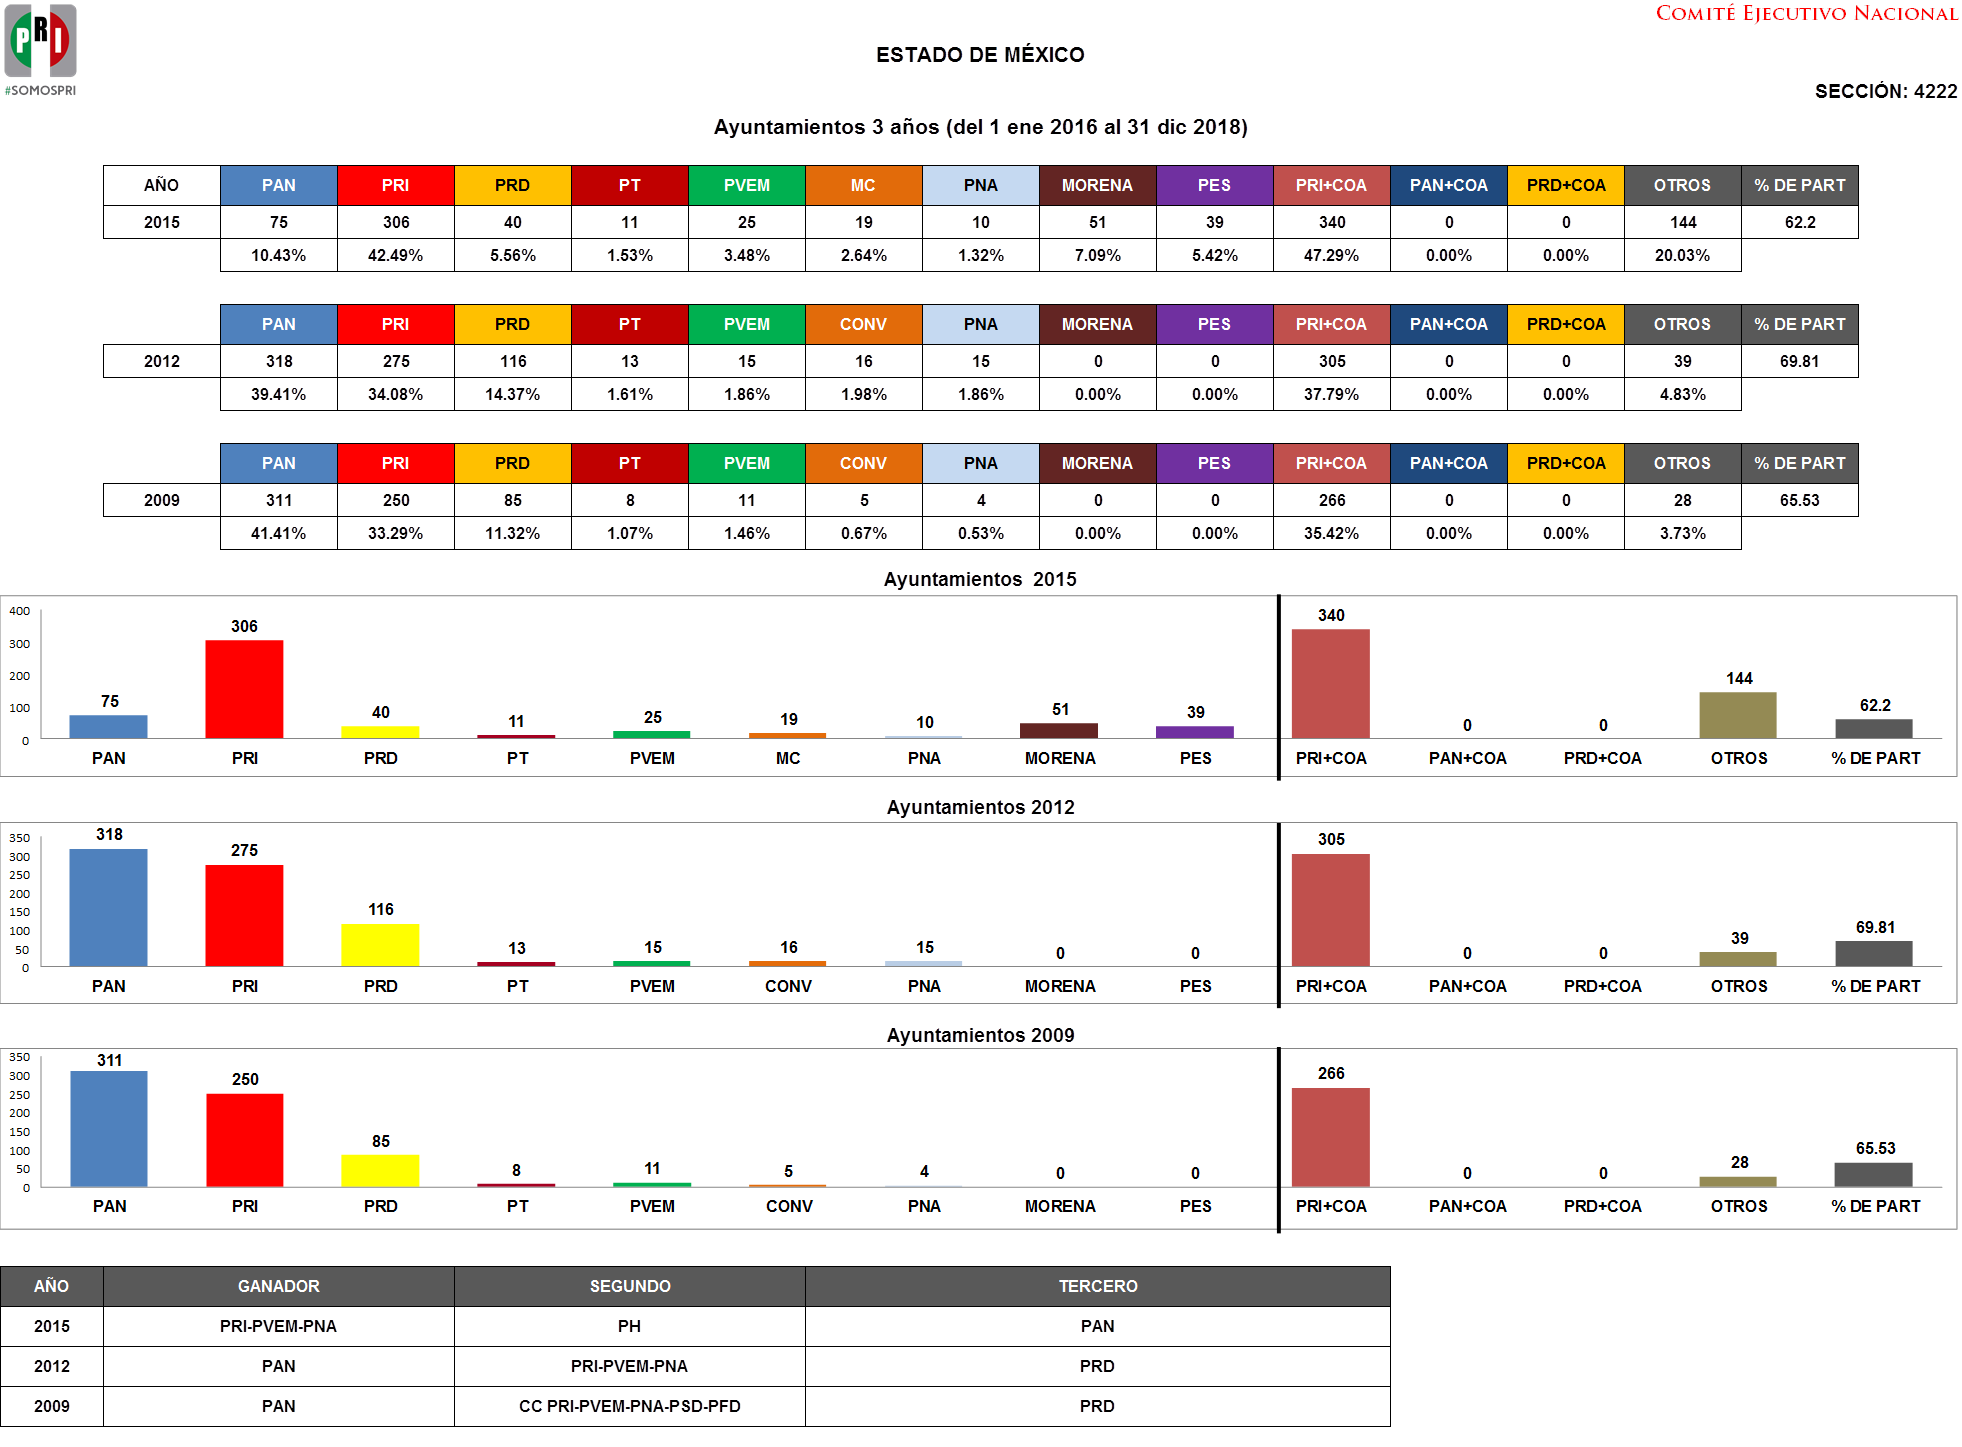 PRI
#SOMOSPRI
COMITÉ EJECUTIVO NACIONAL
ESTADO DE MÉXICO
SECCIÓN: 4222
Ayuntamientos 3 años (del 1 ene 2016 al 31 dic 2018)
AÑO PAN PRI PRD PT PVEM MC PNA MORENA PES PRI+COA PAN+COA PRD+COA OTROS % DE PART
2015 75 306 40 11 25 19 10 51 39 340 0 0 144 62.2
10.43% 42.49% 5.56% 1.53% 3.48% 2.64% 1.32% 7.09% 5.42% 47.29% 0.00% 0.00% 20.03%
PAN PRI PRD PT PVEM CONV PNA MORENA PES PRI+COA PAN+COA PRD+COA OTROS % DE PART
2012 318 275 116 13 15 16 15 0 0 305 0 0 39 69.81
39.41% 34.08% 14.37% 1.61% 1.86% 1.98% 1.86% 0.00% 0.00% 37.79% 0.00% 0.00% 4.83%
PAN PRI PRD PT PVEM CONV PNA MORENA PES PRI+COA PAN+COA PRD+COA OTROS % DE PART
2009 311 250 85 8 11 5 4 0 0 266 0 0 28 65.53
41.41% 33.29% 11.32% 1.07% 1.46% 0.67% 0.53% 0.00% 0.00% 35.42% 0.00% 0.00% 3.73%
Ayuntamientos 2015
400
300
200
100
0
75 306 40 11 25 19 10 51 39 340 0 0 144 62.2
PAN PRI PRD PT PVEM MC PNA MORENA PES PRI+COA PAN+COA PRD+COA OTROS % DE PART
Ayuntamientos 2012
350
300
250
200
150
100
50
0
318 275 116 13 15 16 15 0 0 305 0 0 39 69.81
PAN PRI PRD PT PVEM CONV PNA MORENA PES PRI+COA PAN+COA PRD+COA OTROS % DE PART
Ayuntamientos 2009
350
300
250
200
150
100
50
0
311 250 85 8 11 5 4 0 0 266 0 0 28 65.53
PAN PRI PRD PT PVEM CONV PNA MORENA PES PRI+COA PAN+COA PRD+COA OTROS % DE PART
AÑO GANADOR SEGUNDO TERCERO
2015 PRI-PVEM-PNA PH PAN
2012 PAN PRI-PVEM-PNA PRD
2009 PAN CC PRI-PVEM-PNA-PSD-PFD PRD